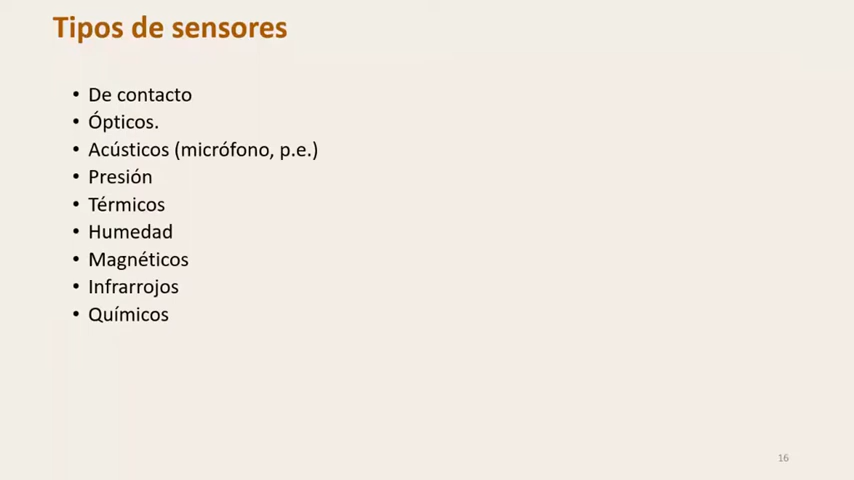 Tipos de sensores
• De contacto
• Ópticos.
• Acústicos (micrófono, p.e.)
• Presión
• Térmicos
• Humedad
• Magnéticos
• Infrarrojos
• Químicos
16